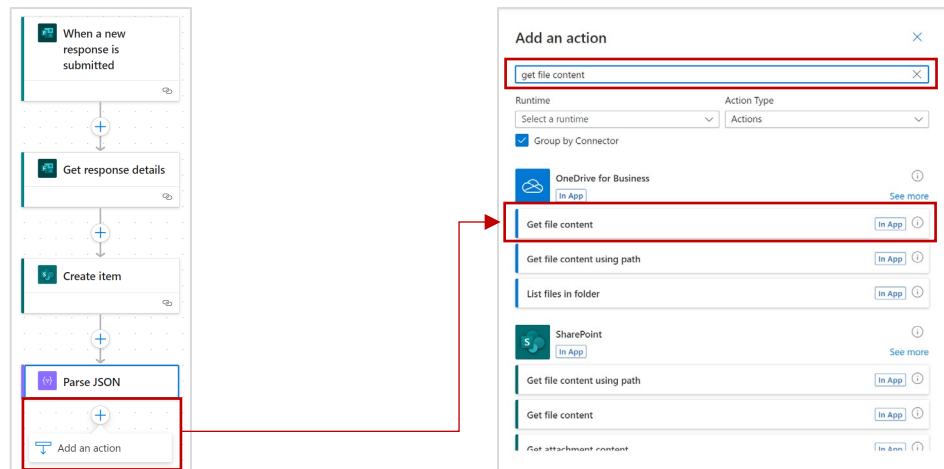 When a new
response is
submitted
Get response details
Create item
Parse JSON
Add an action
Add an action
get file content
Runtime
Action Type
Select a runtime
Actions
Group by Connector
OneDrive for Business
In App
See more
Get file content
In App
Get file content using path
In App
List files in folder
In App
SharePoint
In App
See more
Get file content using path
In App
Get file content
In App
Get attachment content
In App